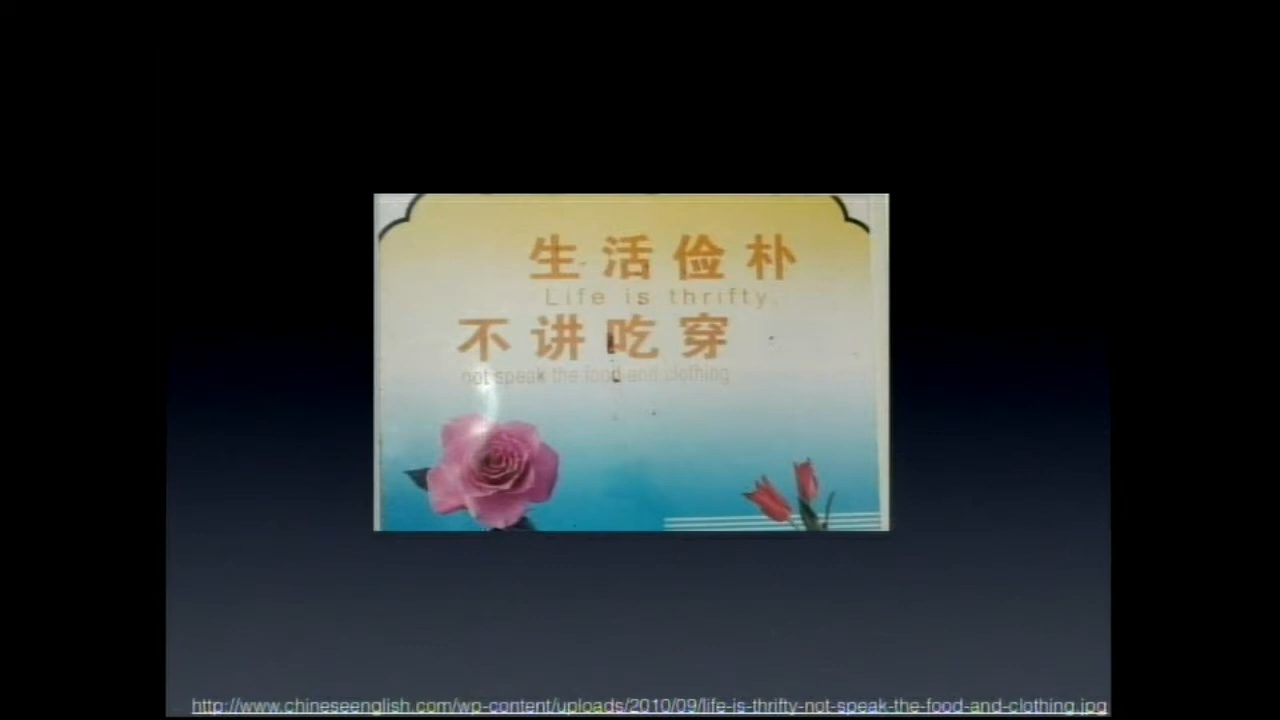 生活俭朴
Life is thrifty.
不讲吃穿
not speak the food and clothing
http://www.chineseenglish.com/wp-content/uploads/2010/09/life-is-thrifty-not-speak-the-food-and-clothing.jpg